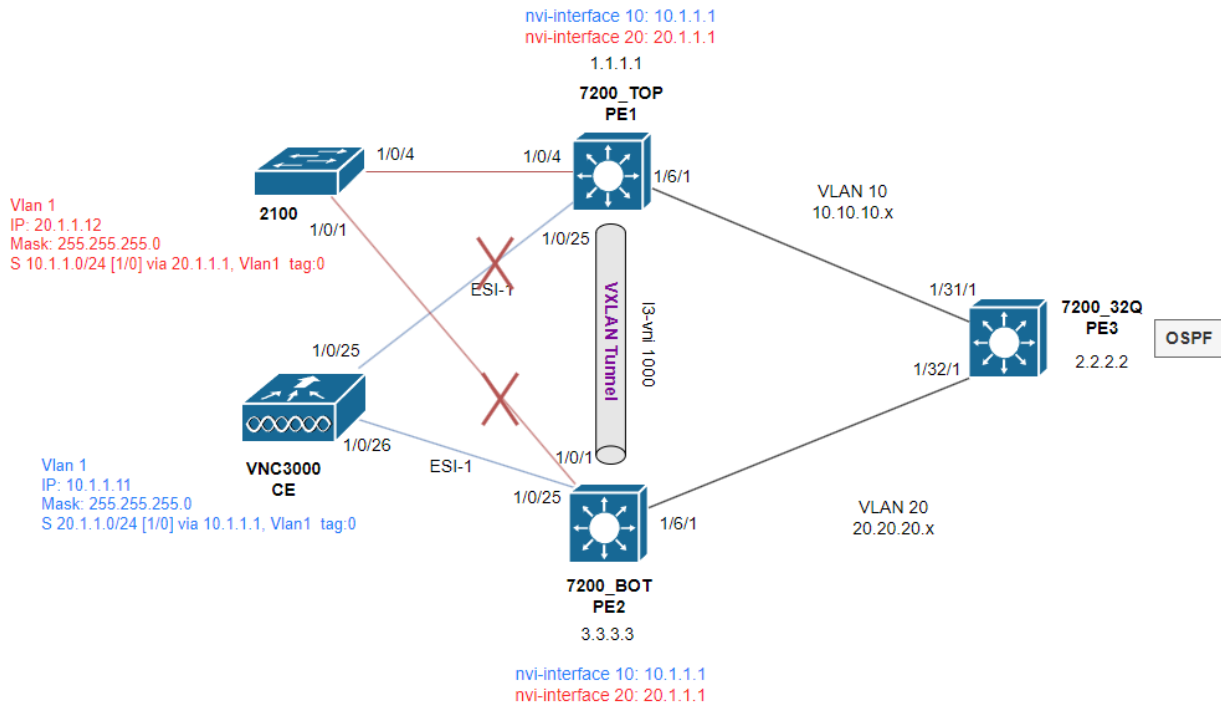 nvi-interface 10: 10.1.1.1
nvi-interface 20: 20.1.1.1
1.1.1.1
7200_TOP
PE1
1/0/4
1/0/4
1/6/1
VLAN 10
10.10.10.x
Vlan 1
IP: 20.1.1.12
Mask: 255.255.255.0
S 10.1.1.0/24 [1/0] via 20.1.1.1, Vlan1 tag:0
2100
1/0/1
1/0/25
ESI-1
VXLAN Tunnel
l3-vni 1000
1/31/1
7200_32Q
PE3
2.2.2.2
OSPF
1/32/1
1/0/25
1/0/26
VNC3000
CE
ESI-1
Vlan 1
IP: 10.1.1.11
Mask: 255.255.255.0
S 20.1.1.0/24 [1/0] via 10.1.1.1, Vlan1 tag:0
1/0/1
1/0/25
1/6/1
VLAN 20
20.20.20.x
7200_BOT
PE2
3.3.3.3
nvi-interface 10: 10.1.1.1
nvi-interface 20: 20.1.1.1